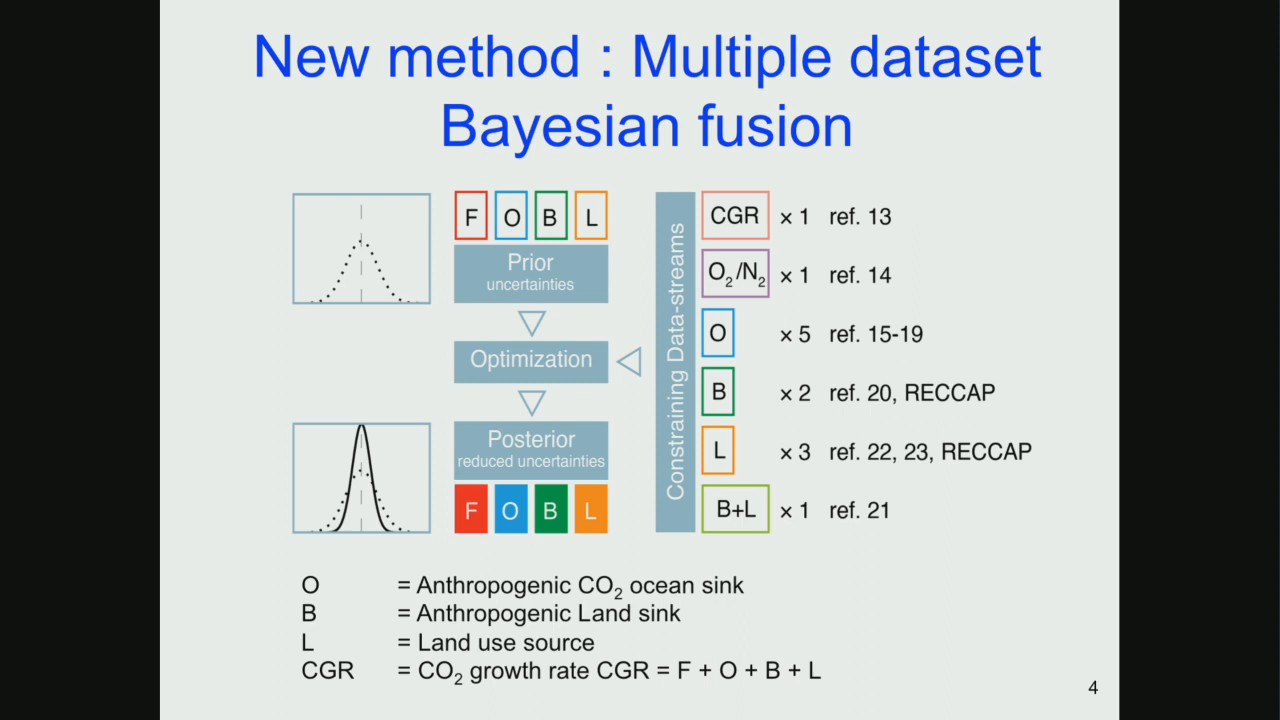 New method : Multiple dataset
Bayesian fusion
F O B L
Prior
uncertainties
Optimization
Posterior
reduced uncertainties
F O B L
Constraining Data-streams
CGR × 1 ref. 13
O₂/N₂ × 1 ref. 14
O × 5 ref. 15-19
B × 2 ref. 20, RECCAP
L × 3 ref. 22, 23, RECCAP
B+L × 1 ref. 21
O = Anthropogenic CO₂ ocean sink
B = Anthropogenic Land sink
L = Land use source
CGR = CO₂ growth rate CGR = F + O + B + L
4